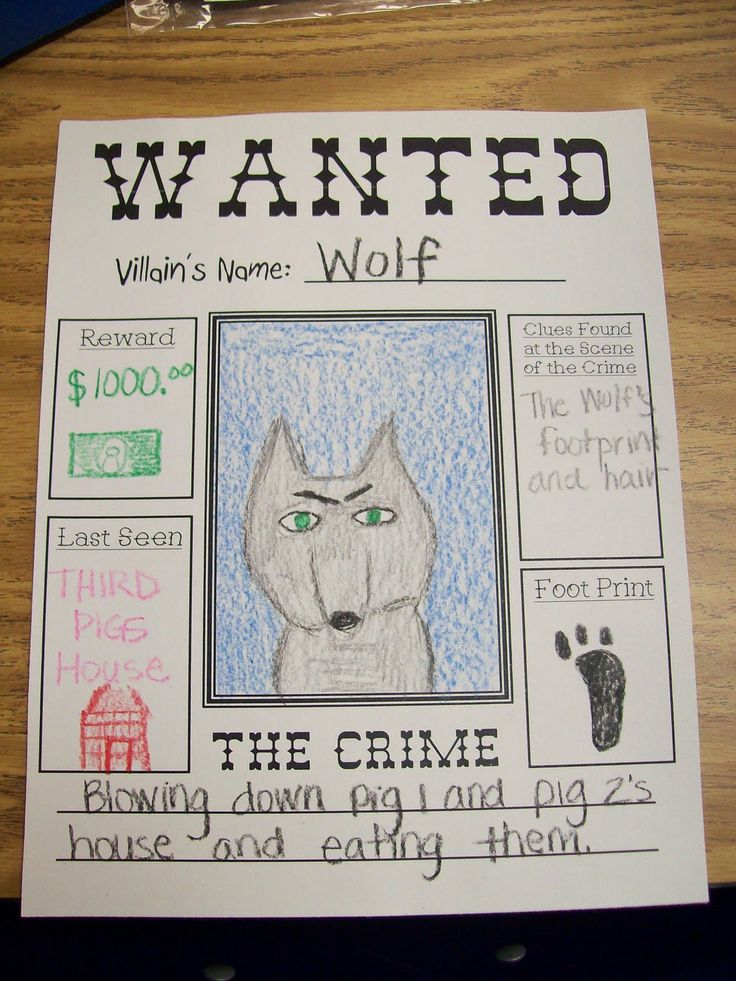 WANTED
Villain's Name: Wolf
Reward
$1000.00
Last Seen
THIRD
PIGS
House
Clues Found
at the Scene
of the Crime
The Wolf's
footprint
and hair
Foot Print
THE CRIME
Blowing down pig 1 and pig 2's
house and eating them.